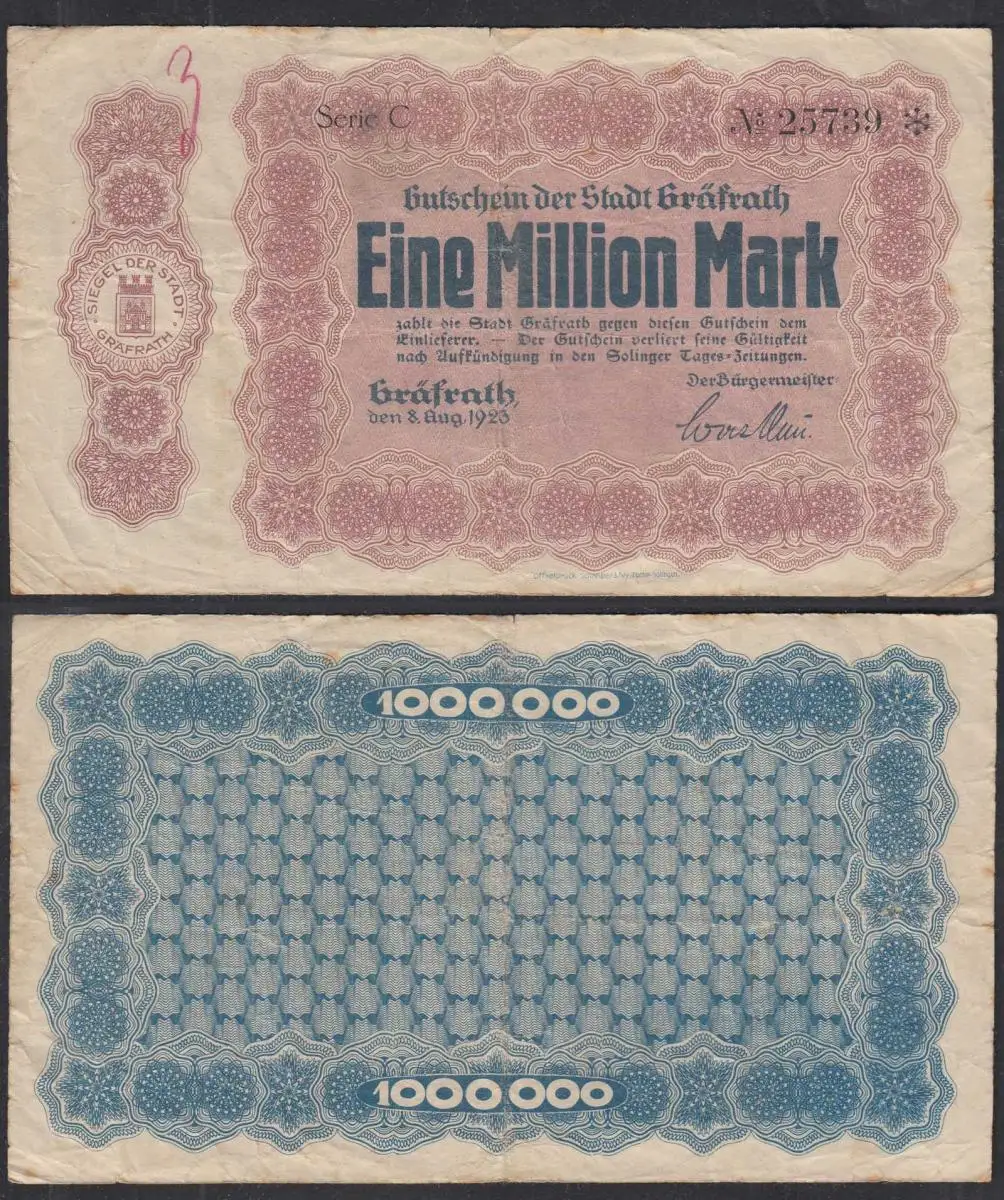 3
Serie C
№ 25739 *
Gutschein der Stadt Gräfrath
Eine Million Mark
zahlt die Stadt Gräfrath gegen diesen Gutschein dem
Einlieferer. — Der Gutschein verliert seine Gültigkeit
nach Aufkündigung in den Solinger Tages-Zeitungen.
Gräfrath,
den 8. Aug. 1923
Der Bürgermeister
SIEGEL DER STADT
GRÄFRATH
Offsetdruck
1000000
1000000